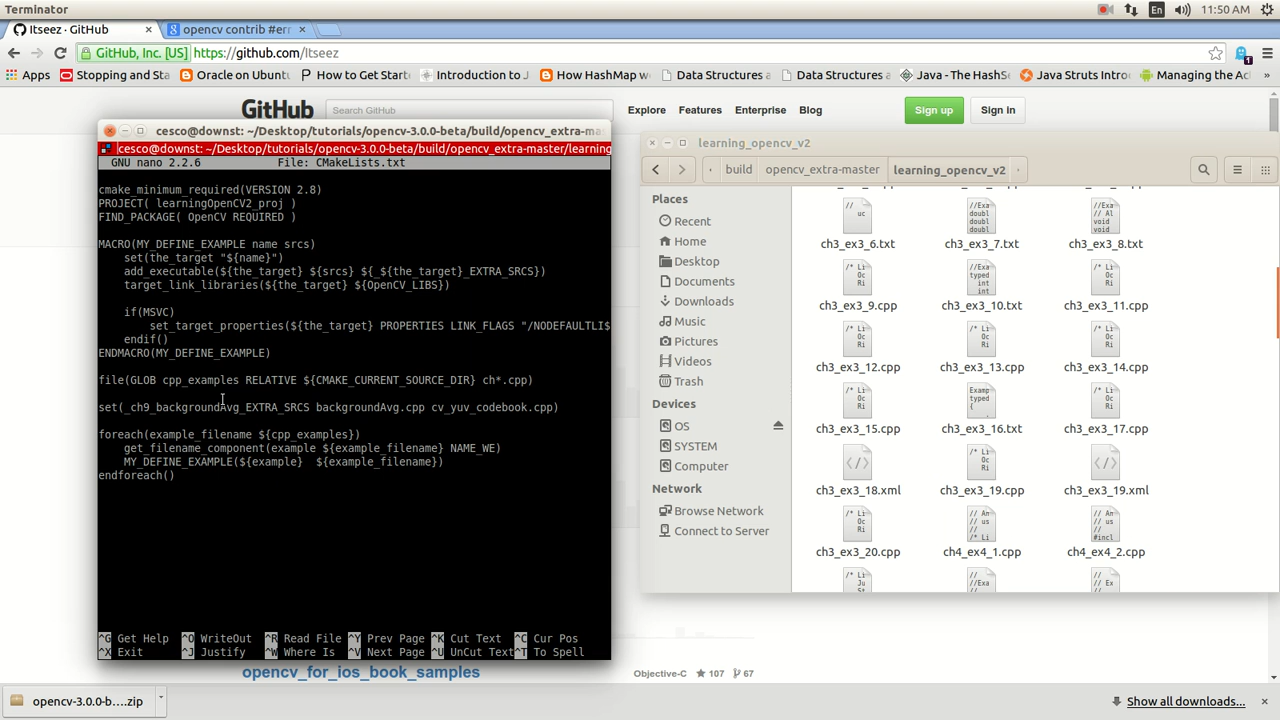 Terminator
En
11:50 AM
Itseez · GitHub
opencv contrib #err
GitHub, Inc. [US]
https://github.com/Itseez
Apps
Stopping and Sta
Oracle on Ubuntu
How to Get Starte
Introduction to J
How HashMap w
Data Structures a
Data Structures a
Java - The HashSe
Java Struts Intro
Managing the Ac
»
GitHub
Search GitHub
Explore
Features
Enterprise
Blog
Sign up
Sign in
cesco@downst: ~/Desktop/tutorials/opencv-3.0.0-beta/build/opencv_extra-ma
cesco@downst: ~/Desktop/tutorials/opencv-3.0.0-beta/build/opencv_extra-master/learning
GNU nano 2.2.6 File: CMakeLists.txt
cmake_minimum_required(VERSION 2.8)
PROJECT( learningOpenCV2_proj )
FIND_PACKAGE( OpenCV REQUIRED )
MACRO(MY_DEFINE_EXAMPLE name srcs)
set(the_target "${name}")
add_executable(${the_target} ${srcs} ${_${the_target}_EXTRA_SRCS})
target_link_libraries(${the_target} ${OpenCV_LIBS})
if(MSVC)
set_target_properties(${the_target} PROPERTIES LINK_FLAGS "/NODEFAULTLI$
endif()
ENDMACRO(MY_DEFINE_EXAMPLE)
file(GLOB cpp_examples RELATIVE ${CMAKE_CURRENT_SOURCE_DIR} ch*.cpp)
set(_ch9_backgroundAvg_EXTRA_SRCS backgroundAvg.cpp cv_yuv_codebook.cpp)
foreach(example_filename ${cpp_examples})
get_filename_component(example ${example_filename} NAME_WE)
MY_DEFINE_EXAMPLE(${example} ${example_filename})
endforeach()
^G Get Help ^O WriteOut ^R Read File ^Y Prev Page ^K Cut Text ^C Cur Pos
^X Exit ^J Justify ^W Where Is ^V Next Page ^U UnCut Text ^T To Spell
learning_opencv_v2
build
opencv_extra-master
learning_opencv_v2
Places
Recent
Home
Desktop
Documents
Downloads
Music
Pictures
Videos
Trash
Devices
OS
SYSTEM
Computer
Network
Browse Network
Connect to Server
ch3_ex3_6.txt
ch3_ex3_7.txt
ch3_ex3_8.txt
ch3_ex3_9.cpp
ch3_ex3_10.txt
ch3_ex3_11.cpp
ch3_ex3_12.cpp
ch3_ex3_13.cpp
ch3_ex3_14.cpp
ch3_ex3_15.cpp
ch3_ex3_16.txt
ch3_ex3_17.cpp
ch3_ex3_18.xml
ch3_ex3_19.cpp
ch3_ex3_19.xml
ch3_ex3_20.cpp
ch4_ex4_1.cpp
ch4_ex4_2.cpp
opencv_for_ios_book_samples
Objective-C
107
67
opencv-3.0.0-b....zip
Show all downloads...